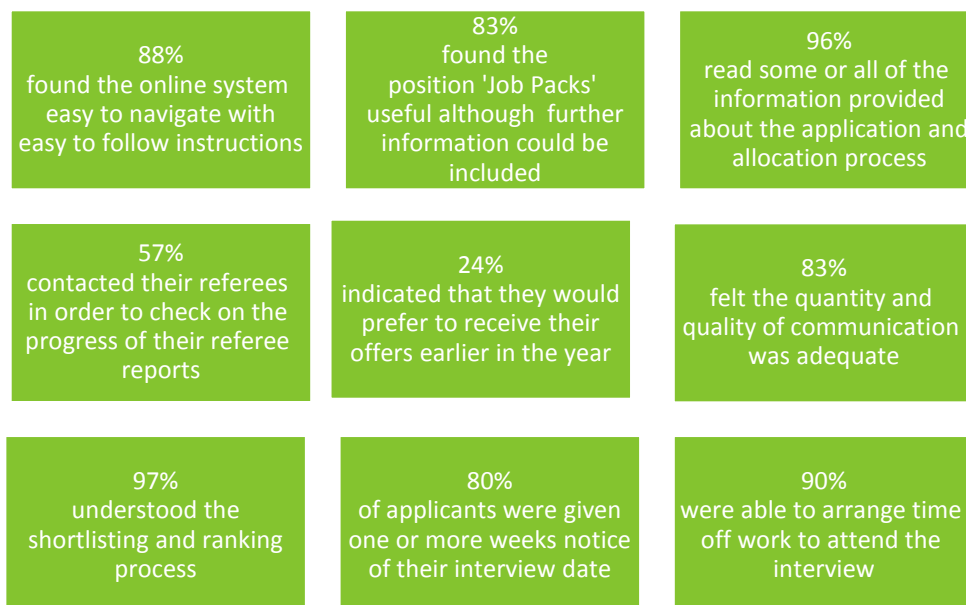 88%
found the online system
easy to navigate with
easy to follow instructions
83%
found the
position 'Job Packs'
useful although further
information could be
included
96%
read some or all of the
information provided
about the application and
allocation process
57%
contacted their referees
in order to check on the
progress of their referee
reports
24%
indicated that they would
prefer to receive their
offers earlier in the year
83%
felt the quantity and
quality of communication
was adequate
97%
understood the
shortlisting and ranking
process
80%
of applicants were given
one or more weeks notice
of their interview date
90%
were able to arrange time
off work to attend the
interview